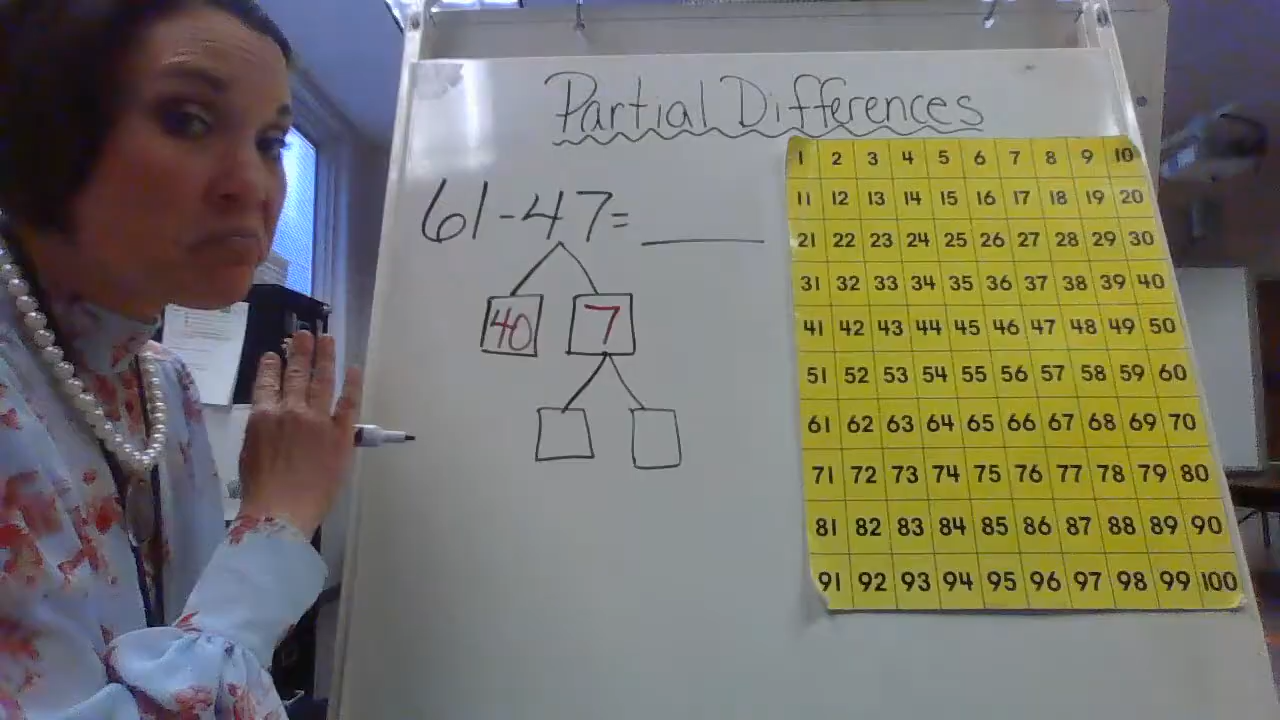 Partial Differences
61-47=
40 7
1 2 3 4 5 6 7 8 9 10
11 12 13 14 15 16 17 18 19 20
21 22 23 24 25 26 27 28 29 30
31 32 33 34 35 36 37 38 39 40
41 42 43 44 45 46 47 48 49 50
51 52 53 54 55 56 57 58 59 60
61 62 63 64 65 66 67 68 69 70
71 72 73 74 75 76 77 78 79 80
81 82 83 84 85 86 87 88 89 90
91 92 93 94 95 96 97 98 99 100